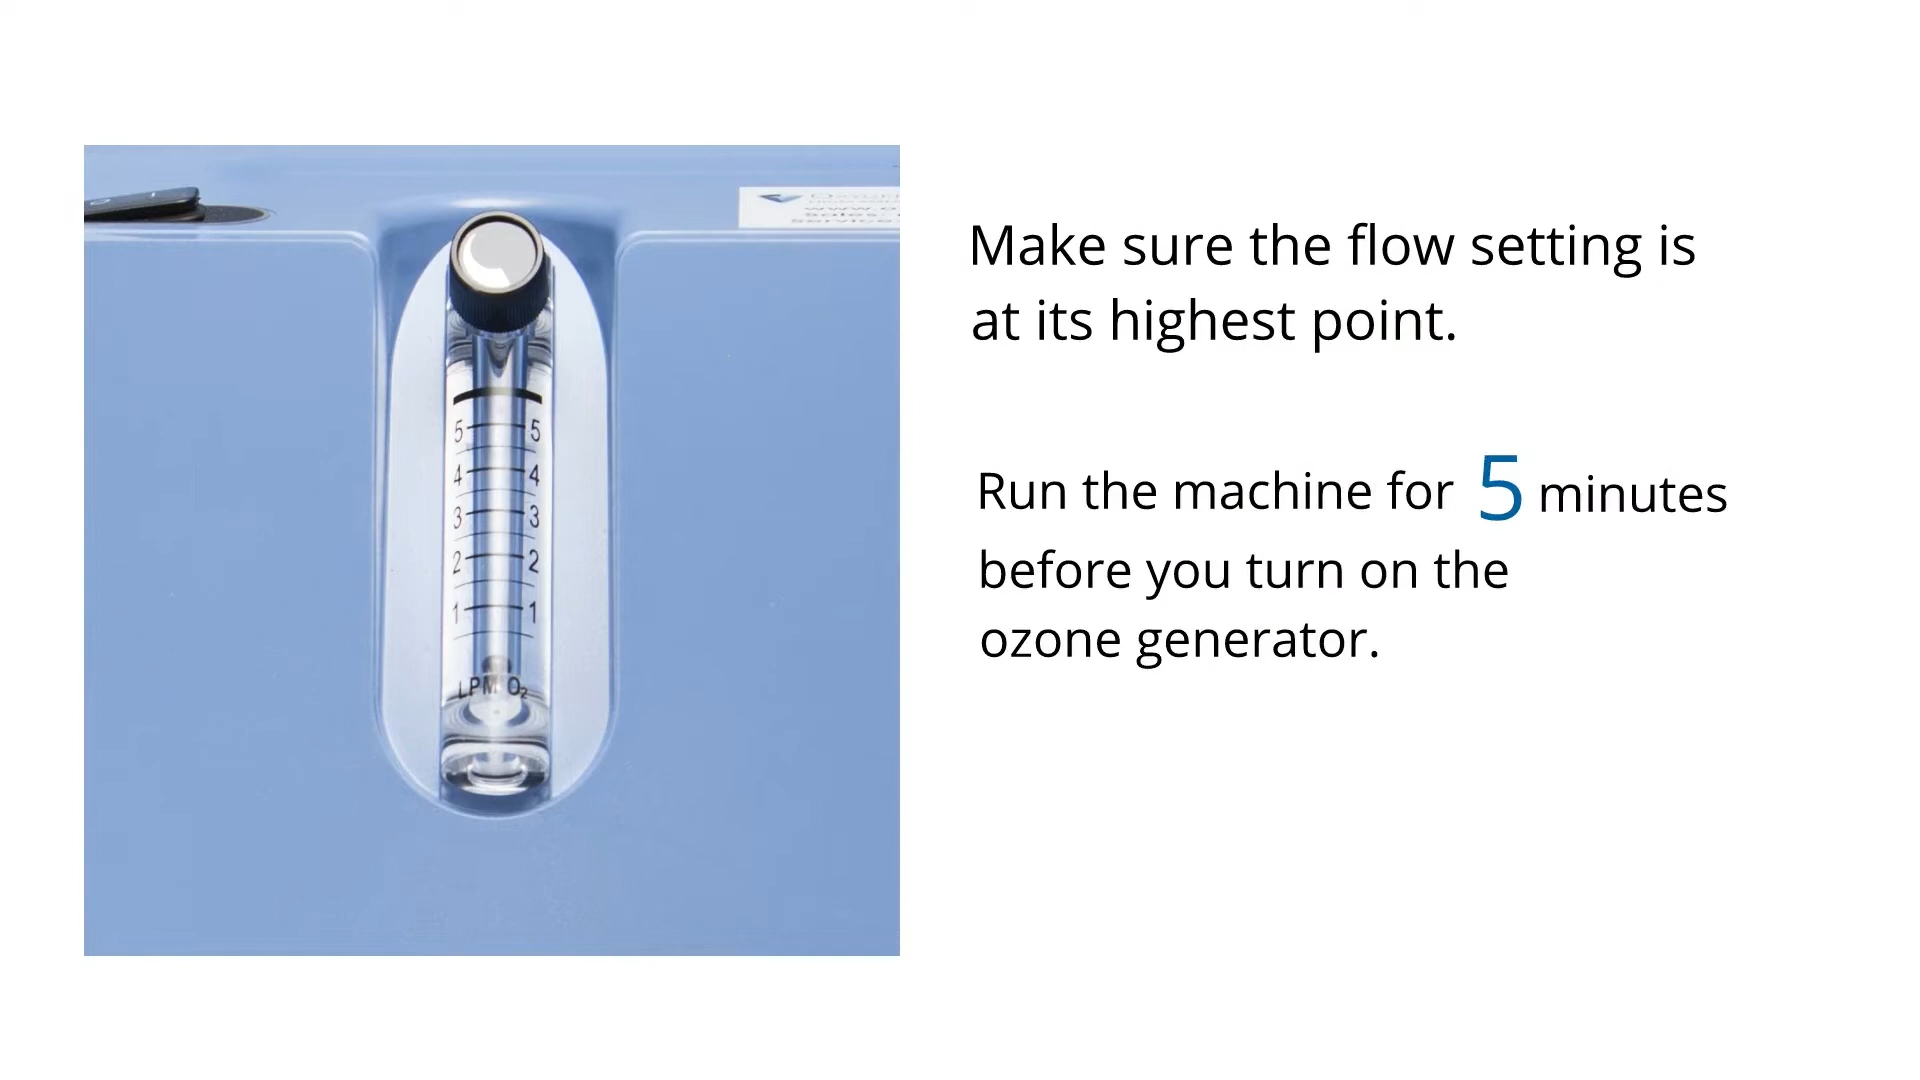 Make sure the flow setting is
at its highest point.
Run the machine for 5 minutes
before you turn on the
ozone generator.
5 5
4 4
3 3
2 2
1 1
LPM O₂